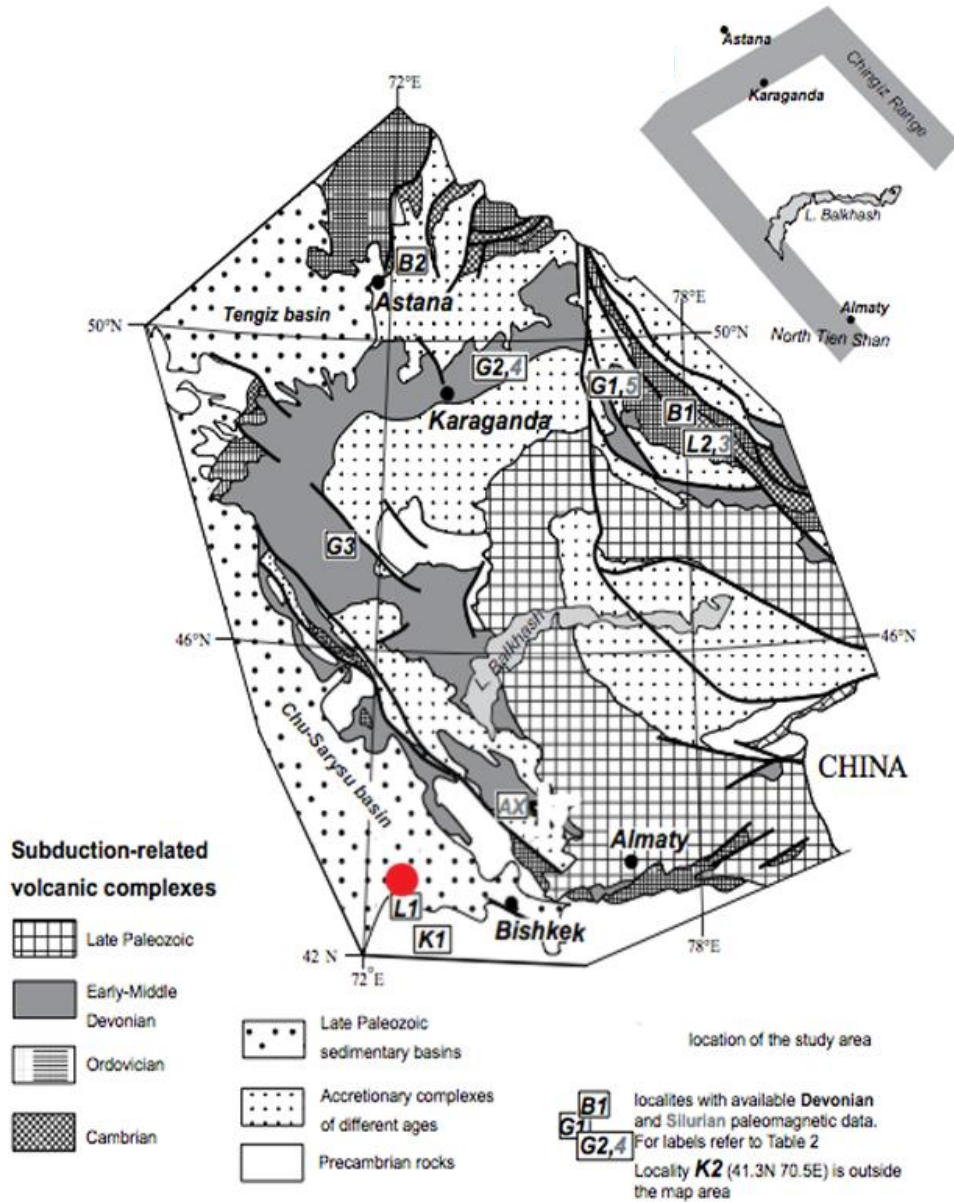 Astana
Karaganda
Chingiz Range
L. Balkhash
Almaty
North Tien Shan
72°E
B2
Astana
Tengiz basin
78°E
50°N
50°N
G2,4
G1,5
Karaganda
B1
L2,3
G3
46°N
46°N
L. Balkhash
Chu-Sarysu basin
CHINA
AX
Almaty
L1
Bishkek
K1
42 N
72°E
78°E
Subduction-related
volcanic complexes
Late Paleozoic
Early-Middle
Devonian
Ordovician
Cambrian
Late Paleozoic
sedimentary basins
Accretionary complexes
of different ages
Precambrian rocks
location of the study area
B1
G1
G2,4
localites with available Devonian
and Silurian paleomagnetic data.
For labels refer to Table 2
Locality K2 (41.3N 70.5E) is outside
the map area